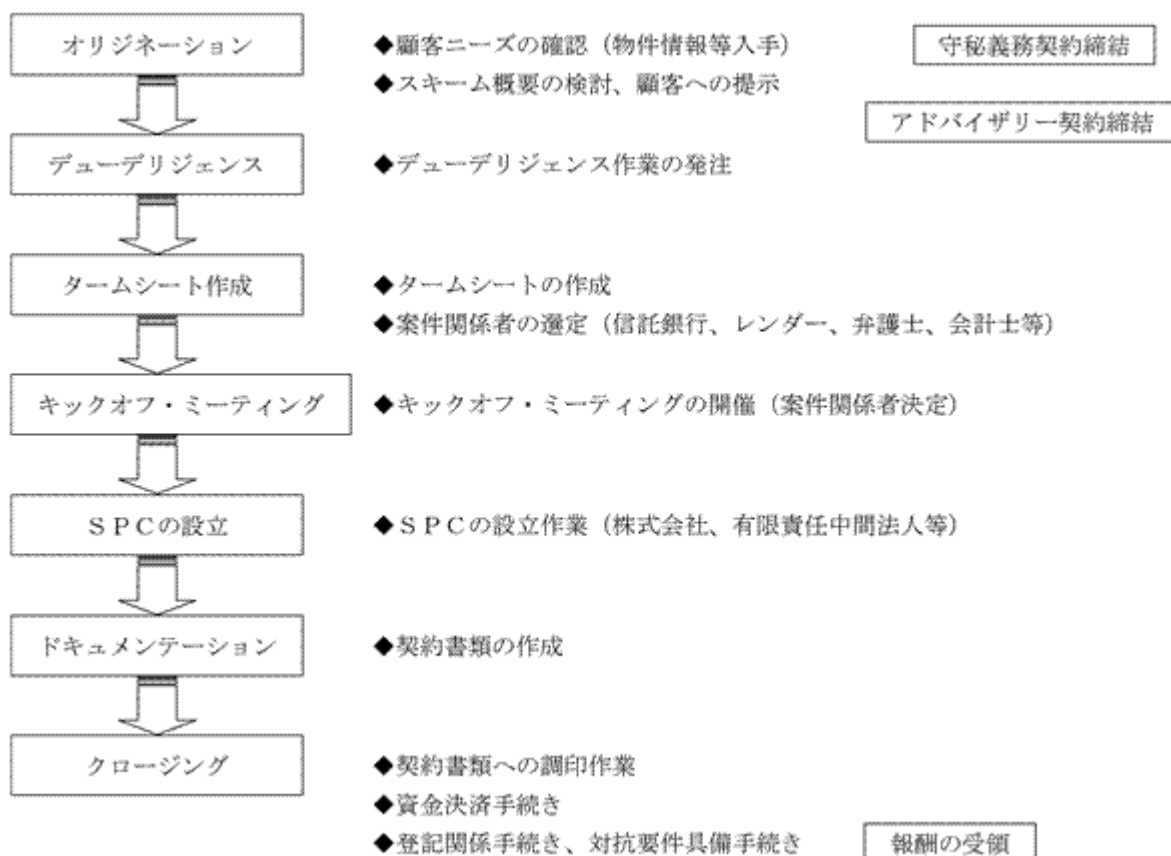 オリジネーション
◆顧客ニーズの確認（物件情報等入手）
守秘義務契約締結
◆スキーム概要の検討、顧客への提示
アドバイザリー契約締結
デューデリジェンス
◆デューデリジェンス作業の発注
タームシート作成
◆タームシートの作成
◆案件関係者の選定（信託銀行、レンダー、弁護士、会計士等）
キックオフ・ミーティング
◆キックオフ・ミーティングの開催（案件関係者決定）
ＳＰＣの設立
◆ＳＰＣの設立作業（株式会社、有限責任中間法人等）
ドキュメンテーション
◆契約書類の作成
クロージング
◆契約書類への調印作業
◆資金決済手続き
◆登記関係手続き、対抗要件具備手続き
報酬の受領